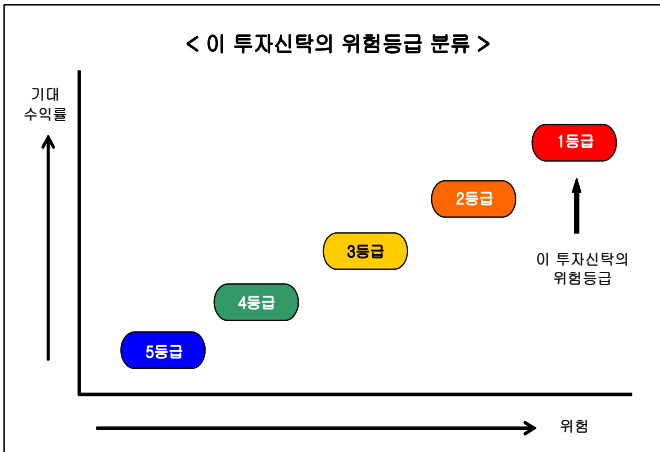 < 이 투자신탁의 위험등급 분류 >
기대
수익률
1등급
2등급
3등급
이 투자신탁의
위험등급
4등급
5등급
위험